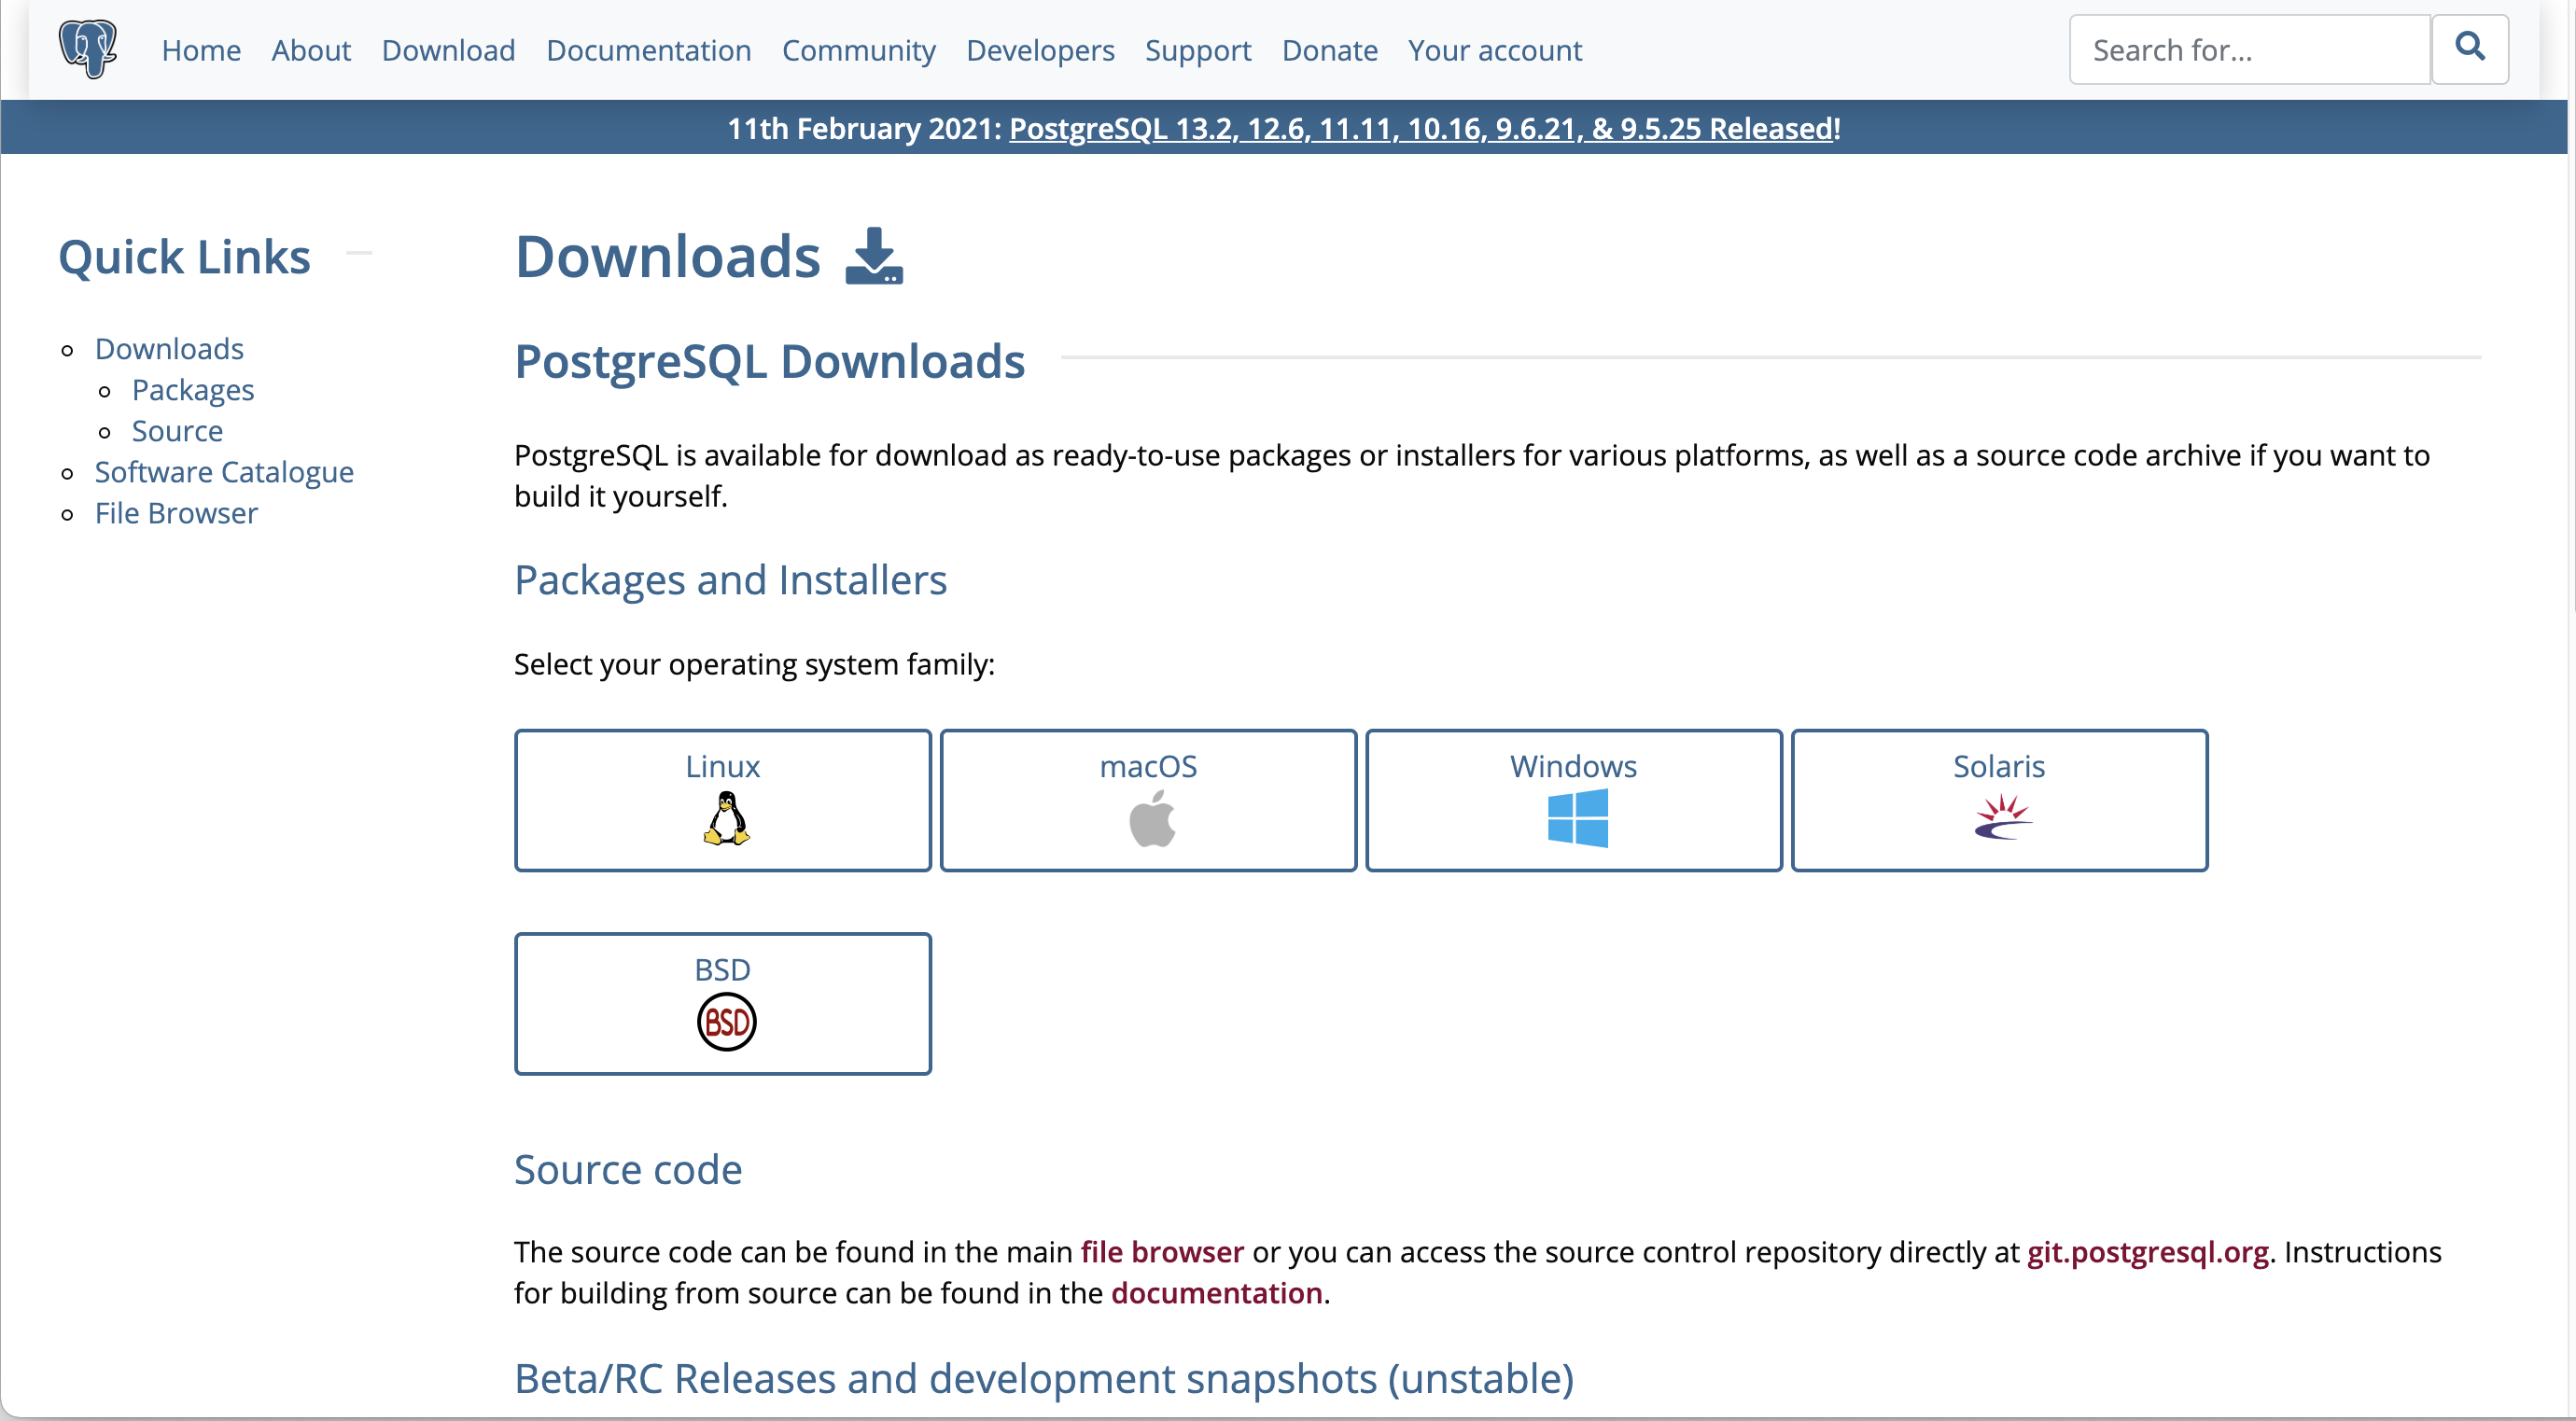 Home About Download Documentation Community Developers Support Donate Your account
Search for...
11th February 2021: PostgreSQL 13.2, 12.6, 11.11, 10.16, 9.6.21, & 9.5.25 Released!
Quick Links
Downloads
Packages
Source
Software Catalogue
File Browser
Downloads
PostgreSQL Downloads
PostgreSQL is available for download as ready-to-use packages or installers for various platforms, as well as a source code archive if you want to
build it yourself.
Packages and Installers
Select your operating system family:
Linux
macOS
Windows
Solaris
BSD
BSD
Source code
The source code can be found in the main file browser or you can access the source control repository directly at git.postgresql.org. Instructions
for building from source can be found in the documentation.
Beta/RC Releases and development snapshots (unstable)